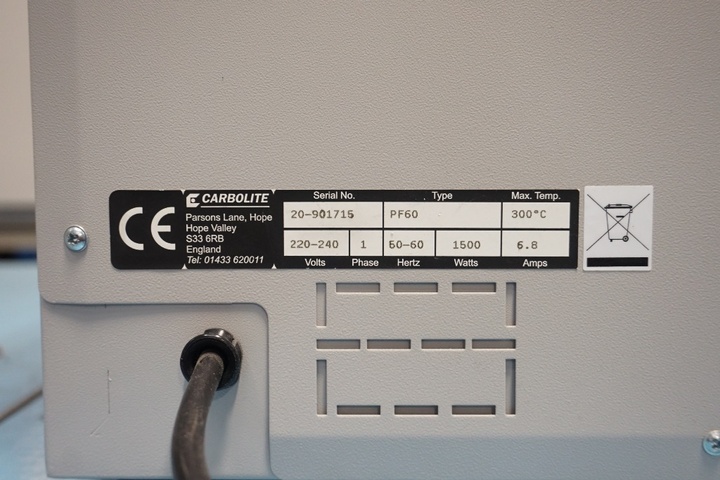 CE
CARBOLITE
Parsons Lane, Hope
Hope Valley
S33 6RB
England
Tel: 01433 620011
Serial No. Type Max. Temp.
20-901715 PF60 300°C
220-240 1 50-60 1500 6.8
Volts Phase Hertz Watts Amps